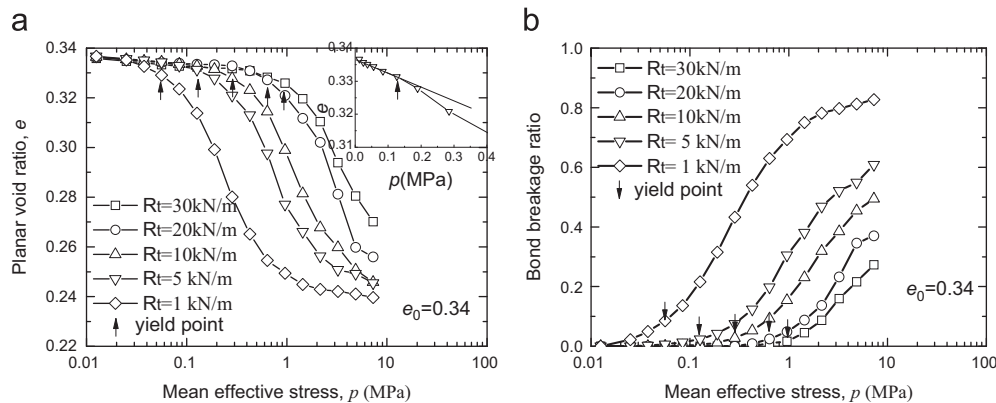 a
0.34
0.32
0.30
0.28
0.26
0.24
0.22
Planar void ratio, e
0.01
0.1
1
10
100
Mean effective stress, p (MPa)
Rt=30kN/m
Rt=20kN/m
Rt=10kN/m
Rt=5 kN/m
Rt=1 kN/m
yield point
e0=0.34
0.34
0.33
0.32
0.31
e
0.0
0.1
0.2
0.3
0.4
p(MPa)
b
1.0
0.8
0.6
0.4
0.2
0.0
Bond breakage ratio
0.01
0.1
1
10
100
Mean effective stress, p (MPa)
Rt=30kN/m
Rt=20kN/m
Rt=10kN/m
Rt= 5 kN/m
Rt= 1 kN/m
yield point
e0=0.34